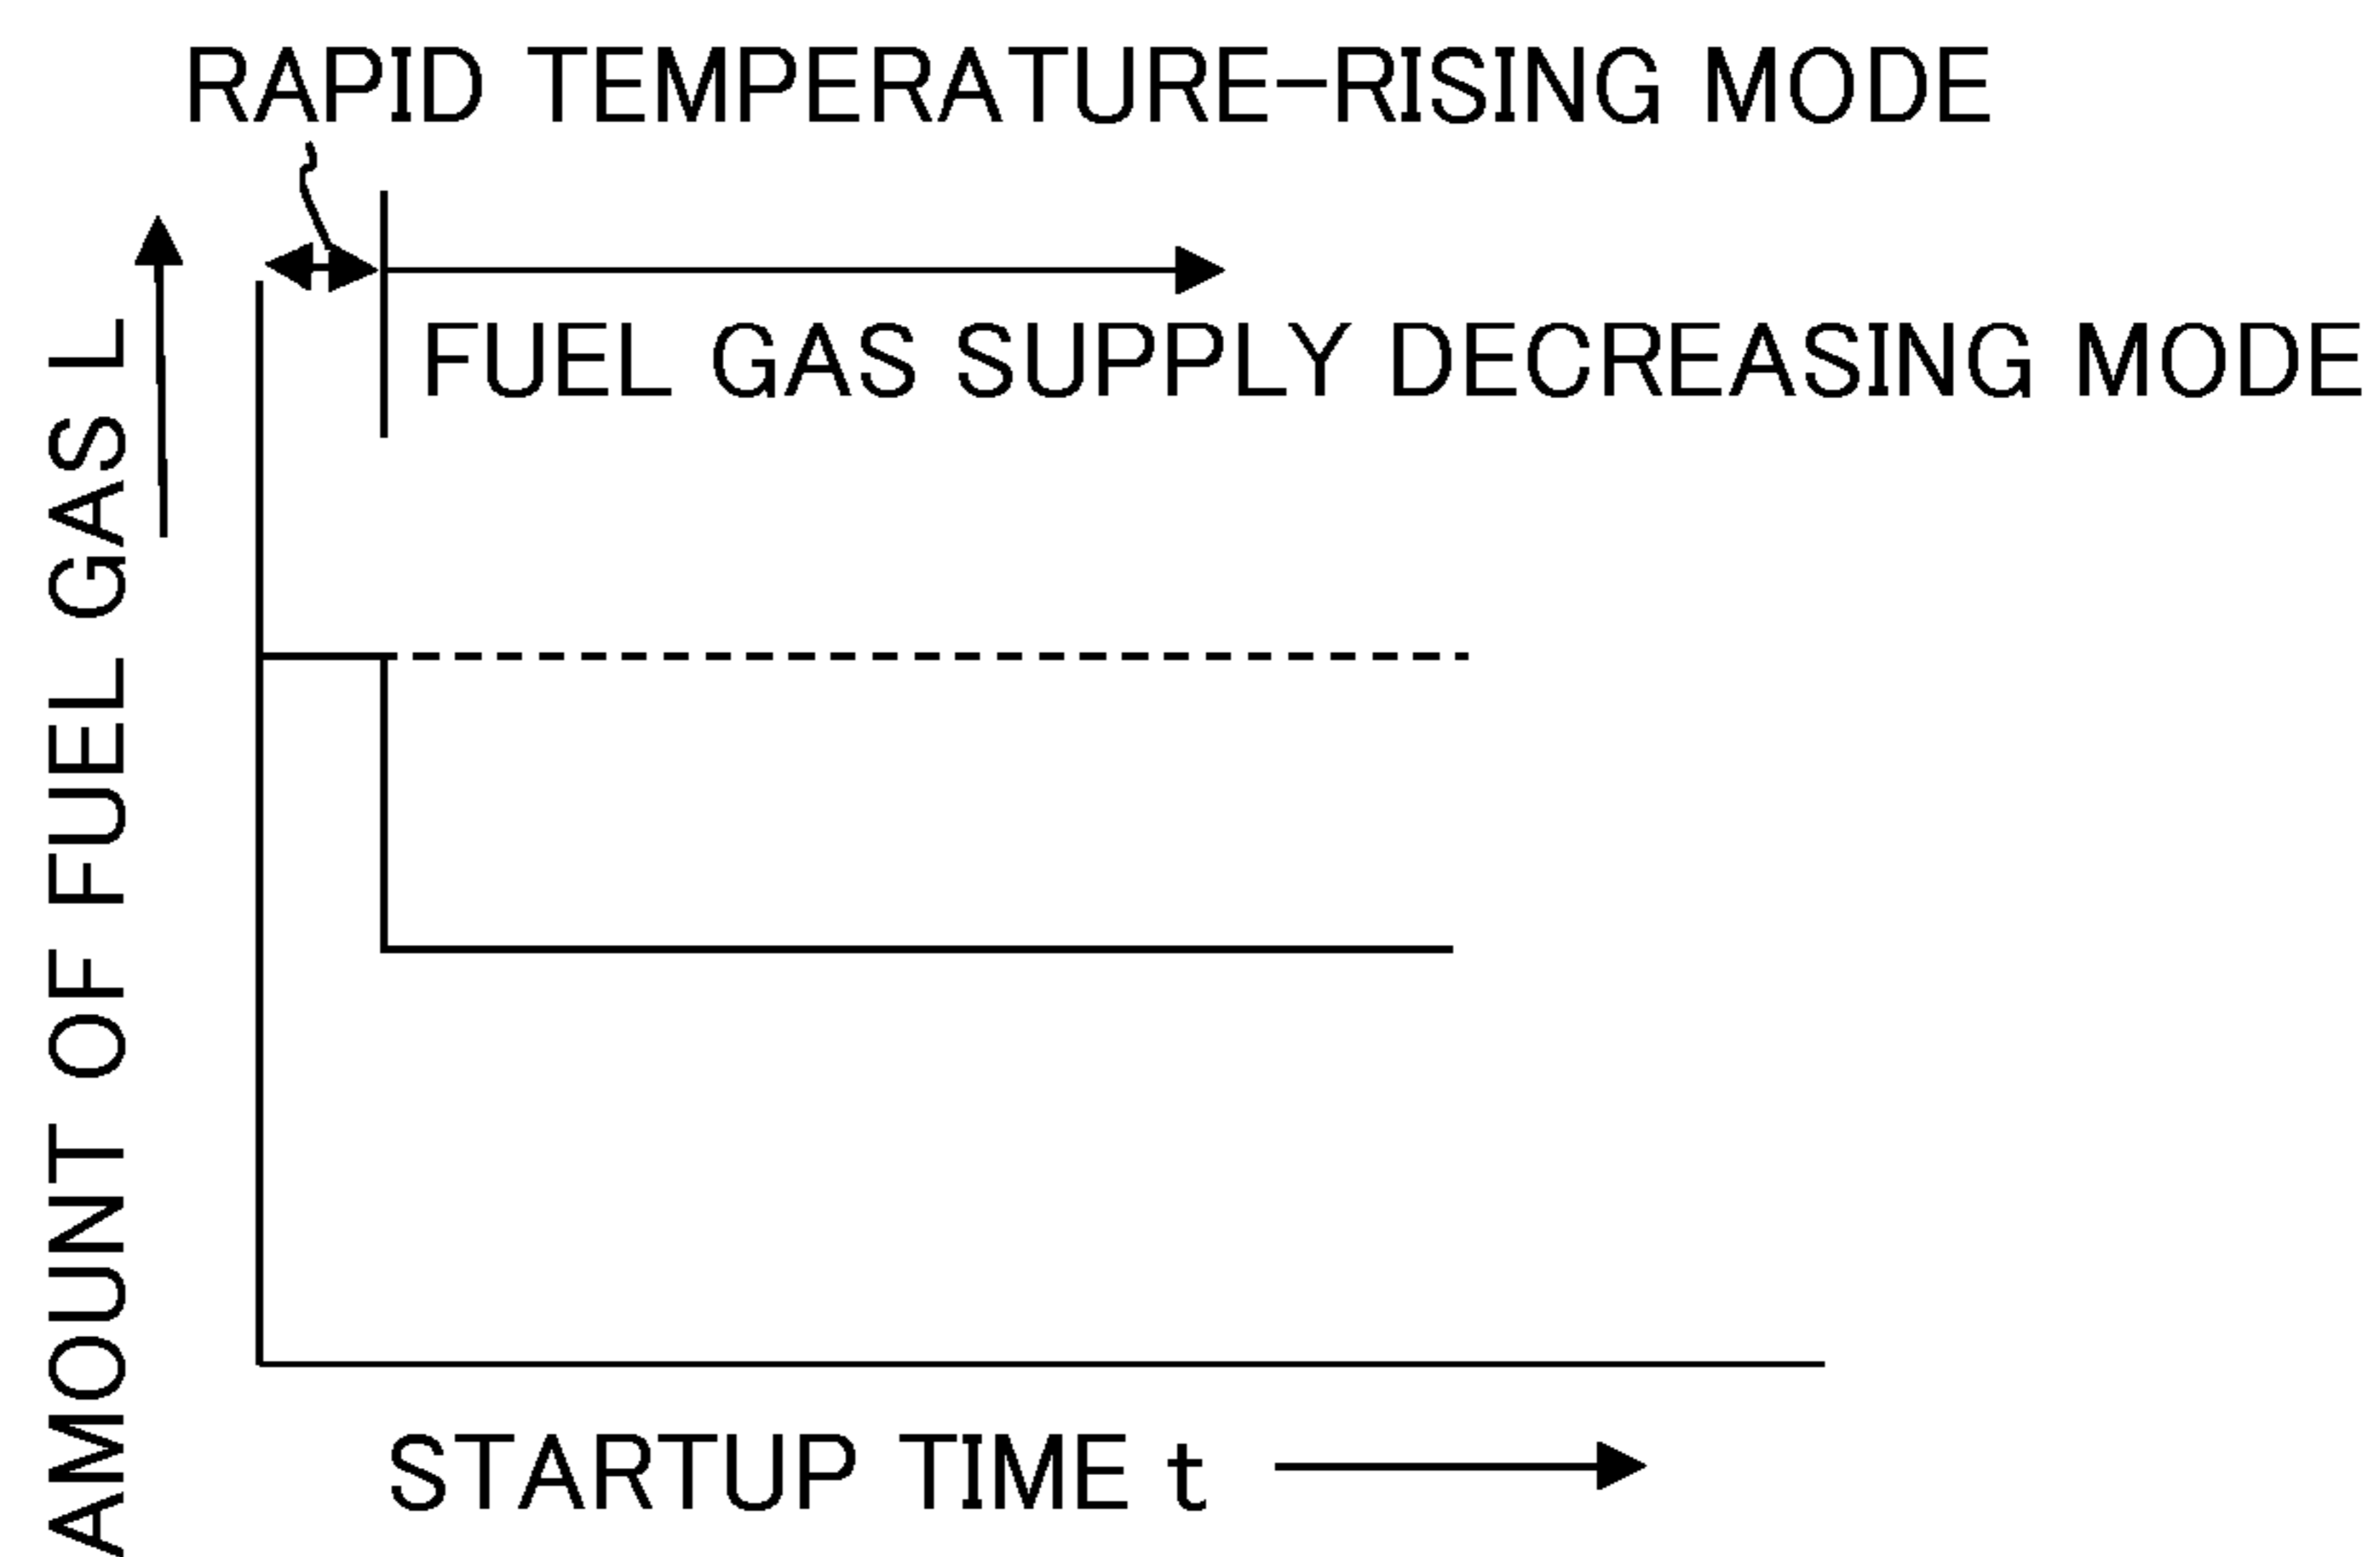 RAPID TEMPERATURE-RISING MODE
FUEL GAS SUPPLY DECREASING MODE
AMOUNT OF FUEL GAS L
STARTUP TIME t